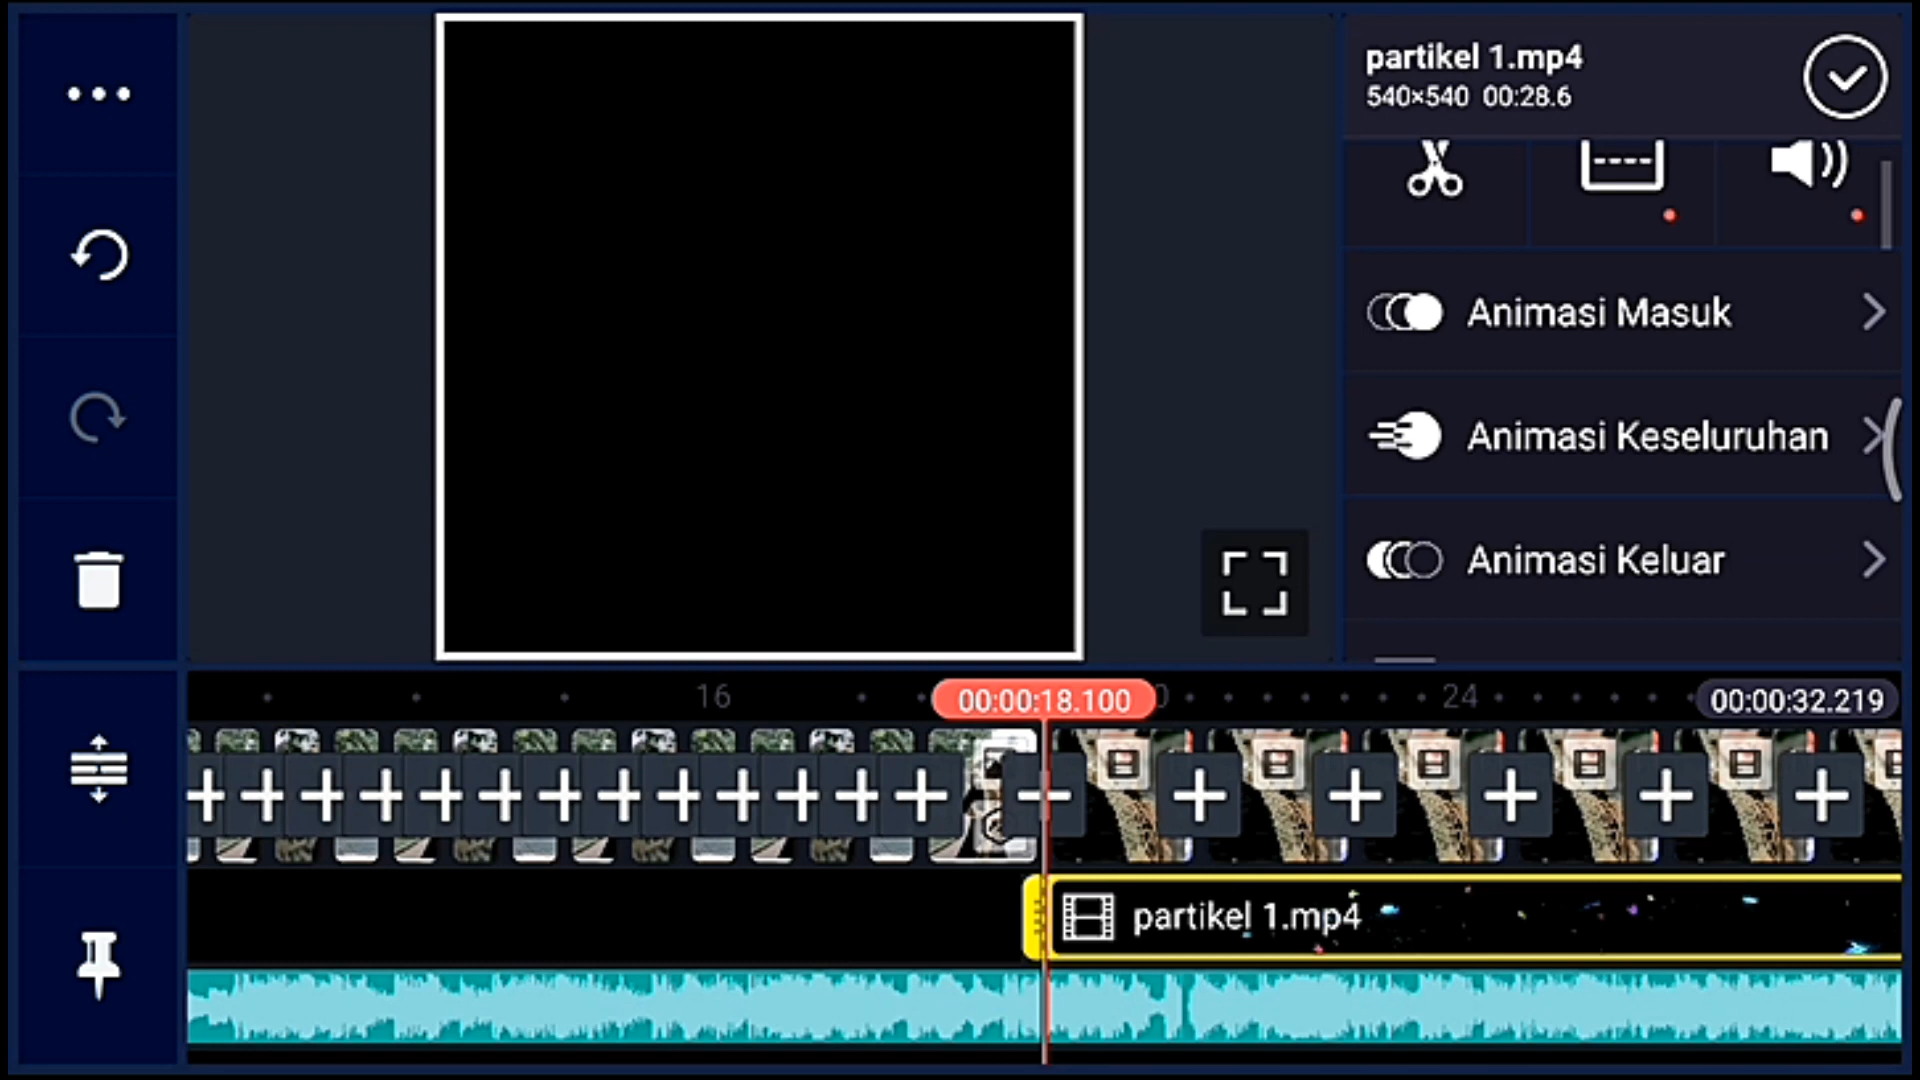 partikel 1.mp4
540×540 00:28.6
Animasi Masuk
Animasi Keseluruhan
Animasi Keluar
16
00:00:18.100
24
00:00:32.219
partikel 1.mp4